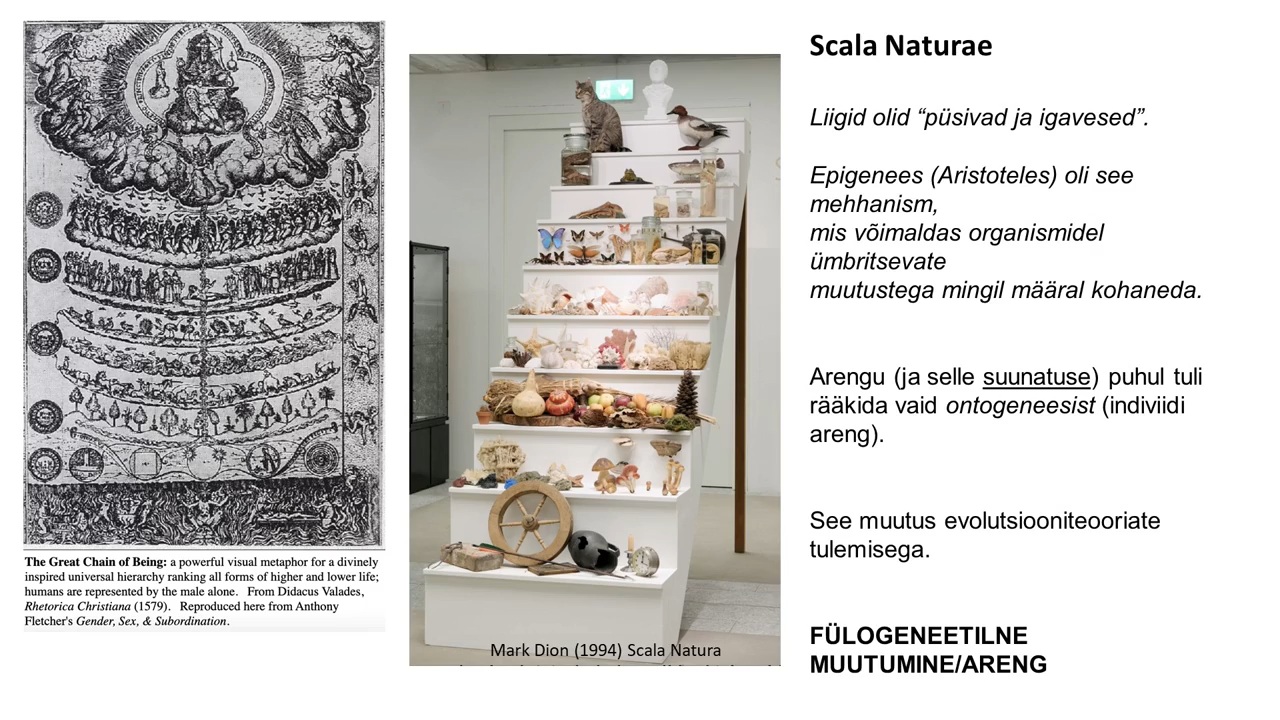 The Great Chain of Being: a powerful visual metaphor for a divinely
inspired universal hierarchy ranking all forms of higher and lower life;
humans are represented by the male alone. From Didacus Valades,
Rhetorica Christiana (1579). Reproduced here from Anthony
Fletcher's Gender, Sex, & Subordination.
Mark Dion (1994) Scala Natura
Scala Naturae
Liigid olid “püsivad ja igavesed”.
Epigenees (Aristoteles) oli see
mehhanism,
mis võimaldas organismidel
ümbritsevate
muutustega mingil määral kohaneda.
Arengu (ja selle suunatuse) puhul tuli
rääkida vaid ontogeneesist (indiviidi
areng).
See muutus evolutsiooniteooriate
tulemisega.
FÜLOGENEETILNE
MUUTUMINE/ARENG